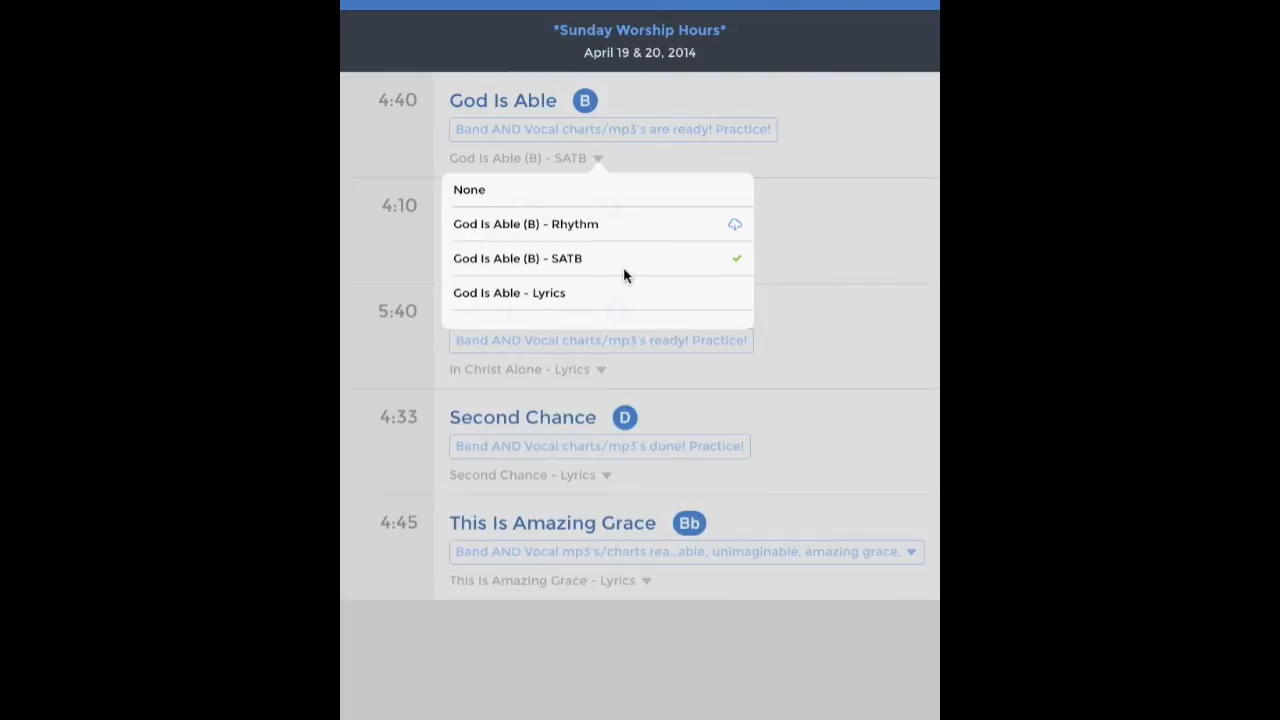 *Sunday Worship Hours*
April 19 & 20, 2014
4:40
God Is Able B
Band AND Vocal charts/mp3's are ready! Practice!
God Is Able (B) - SATB
None
4:10
God Is Able (B) - Rhythm
God Is Able (B) - SATB
God Is Able - Lyrics
5:40
Band AND Vocal charts/mp3's ready! Practice!
In Christ Alone - Lyrics
4:33
Second Chance D
Band AND Vocal charts/mp3's done! Practice!
Second Chance - Lyrics
4:45
This Is Amazing Grace Bb
Band AND Vocal mp3's/charts rea...able, unimaginable, amazing grace.
This Is Amazing Grace - Lyrics